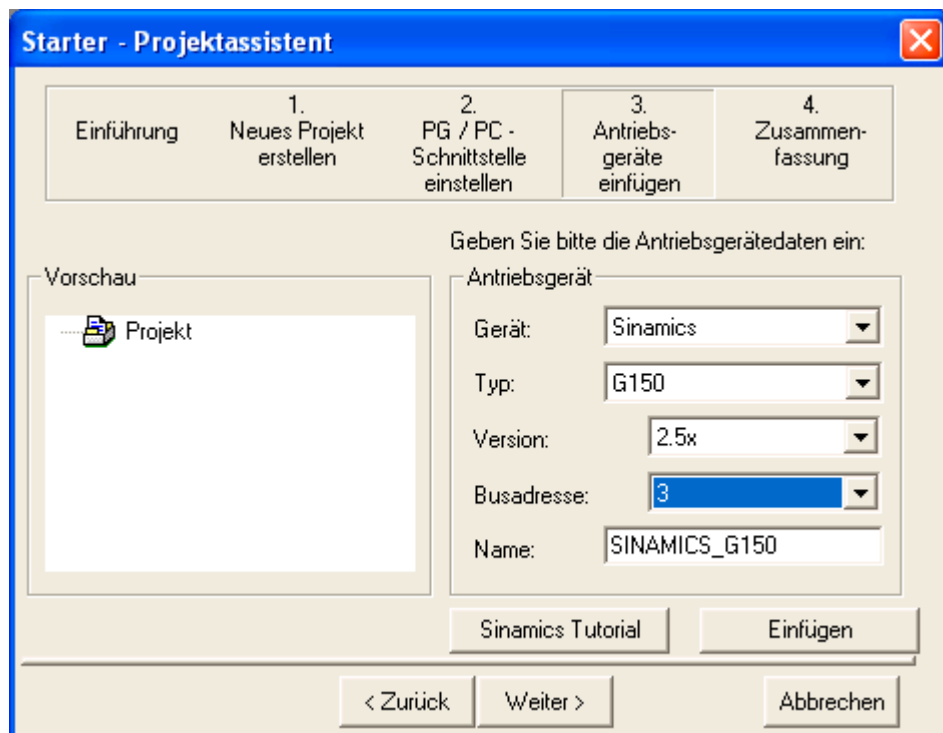 Starter - Projektassistent
Einführung
1.
Neues Projekt
erstellen
2.
PG / PC -
Schnittstelle
einstellen
3.
Antriebs-
geräte
einfügen
4.
Zusammen-
fassung
Geben Sie bitte die Antriebsgerätedaten ein:
Vorschau
Projekt
Antriebsgerät
Gerät: Sinamics
Typ: G150
Version: 2.5x
Busadresse: 3
Name: SINAMICS_G150
Sinamics Tutorial
Einfügen
< Zurück
Weiter >
Abbrechen